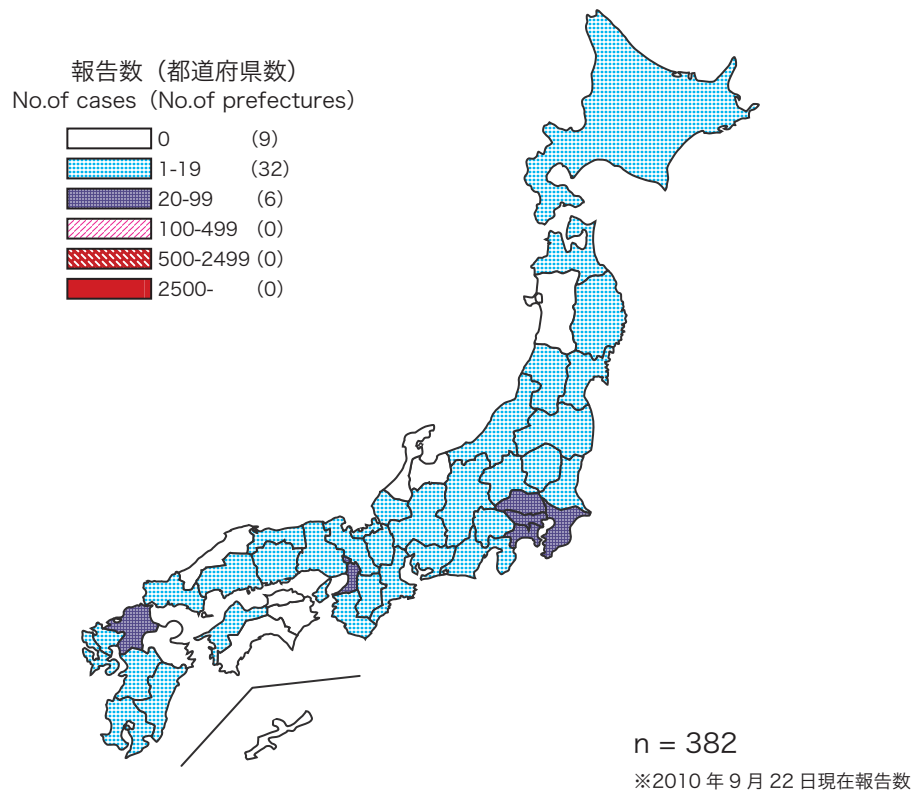 報告数（都道府県数）
No.of cases（No.of prefectures）
0 （9）
1-19 （32）
20-99 （6）
100-499 （0）
500-2499（0）
2500- （0）
n = 382
※2010 年 9 月 22 日現在報告数